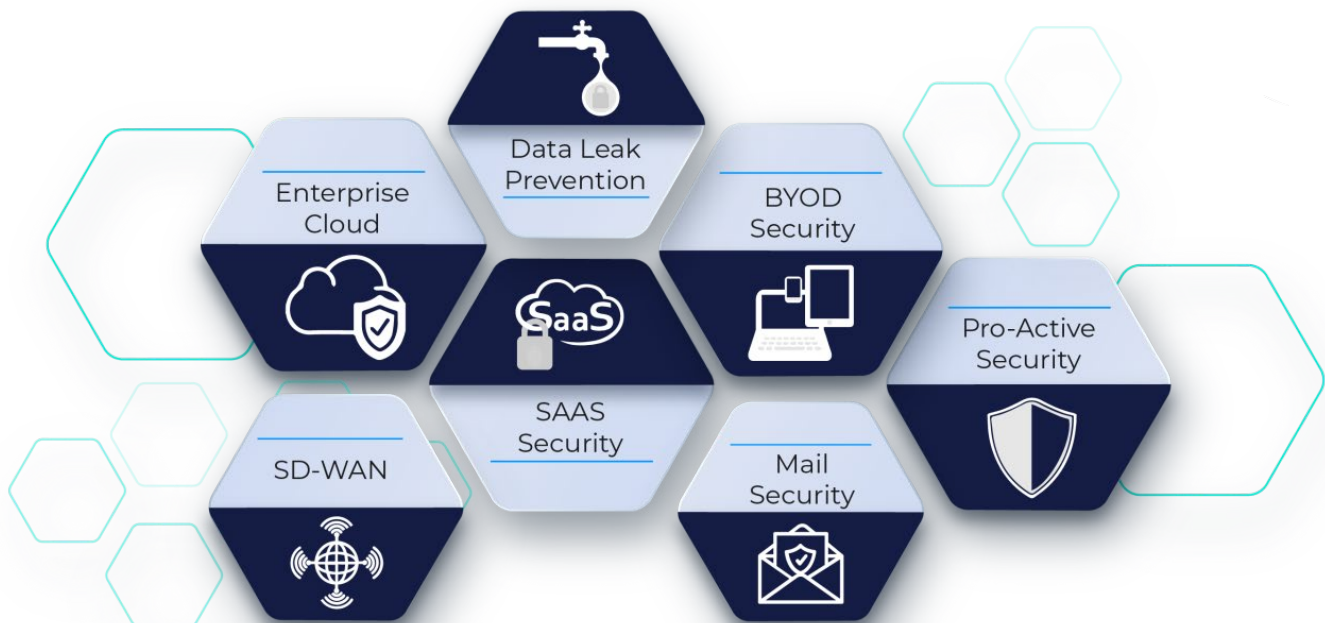 Data Leak
Prevention
Enterprise
Cloud
BYOD
Security
SaaS
Pro-Active
Security
SAAS
Security
SD-WAN
Mail
Security